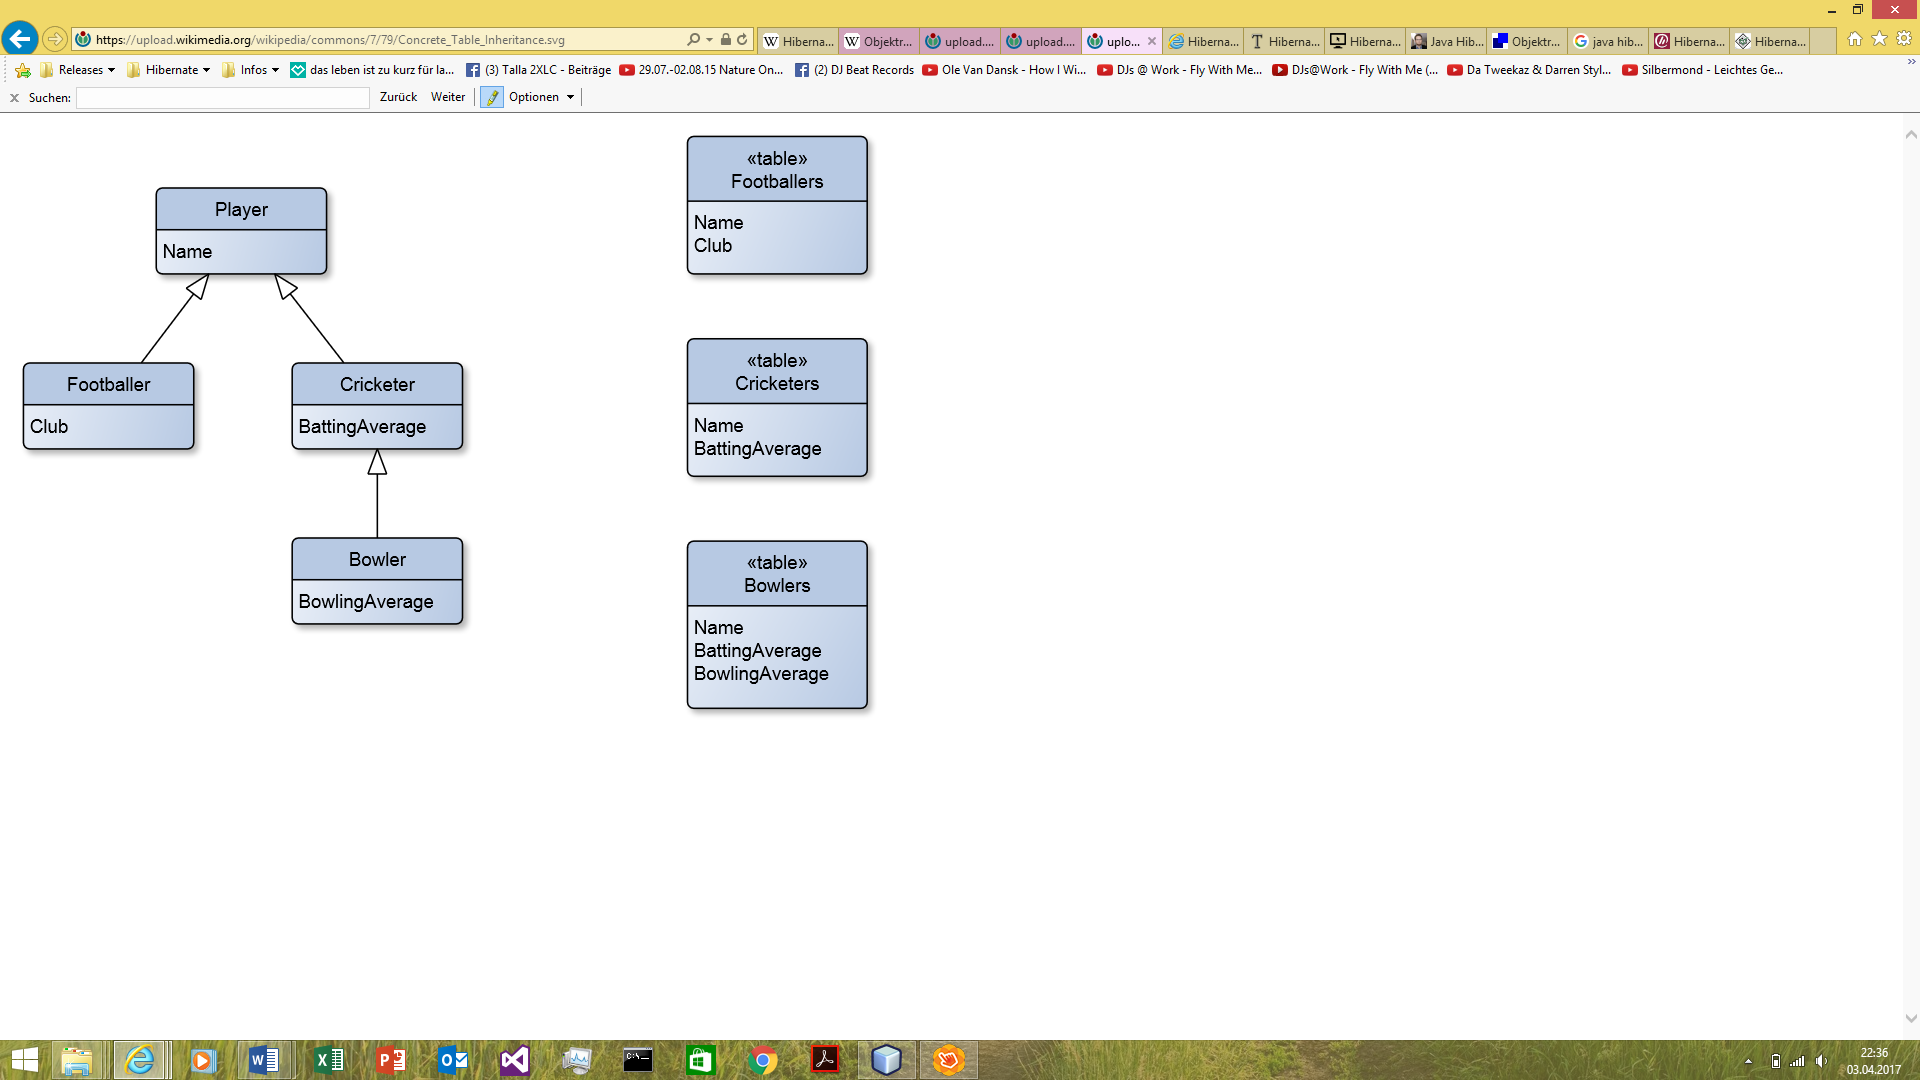 https://upload.wikimedia.org/wikipedia/commons/7/79/Concrete_Table_Inheritance.svg
Hiberna...
Objektr...
upload....
upload....
uplo...
Hiberna...
Hiberna...
Hiberna...
Java Hib...
Objektr...
java hib...
Hiberna...
Hiberna...
Releases
Hibernate
Infos
das leben ist zu kurz für la...
(3) Talla 2XLC - Beiträge
29.07.-02.08.15 Nature On...
(2) DJ Beat Records
Ole Van Dansk - How I Wi...
DJs @ Work - Fly With Me...
DJs@Work - Fly With Me (...
Da Tweekaz & Darren Styl...
Silbermond - Leichtes Ge...
Suchen:
Zurück
Weiter
Optionen
Player
Name
Footballer
Club
Cricketer
BattingAverage
Bowler
BowlingAverage
«table»
Footballers
Name
Club
«table»
Cricketers
Name
BattingAverage
«table»
Bowlers
Name
BattingAverage
BowlingAverage
22:36
03.04.2017